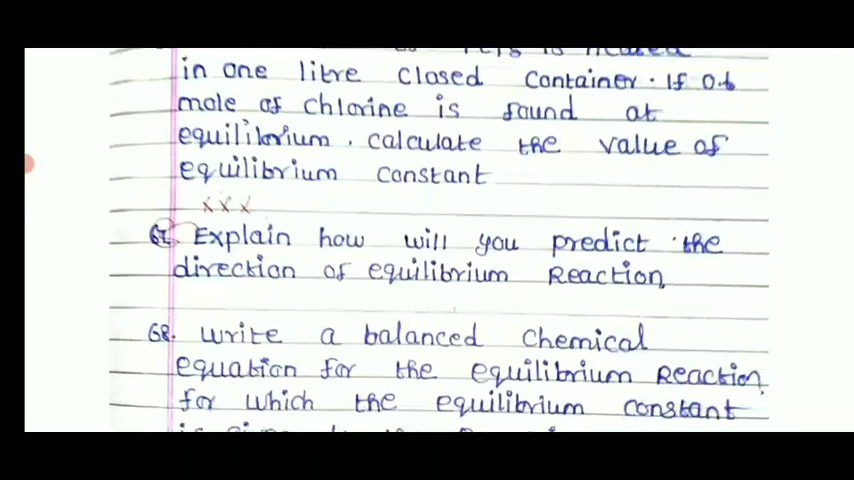 in one litre closed container. If 0.6
mole of chlorine is found at
equilibrium. calculate the value of
equilibrium constant
x x x
67. Explain how will you predict the
direction of equilibrium Reaction
68. write a balanced chemical
equation for the equilibrium Reaction
for which the equilibrium constant